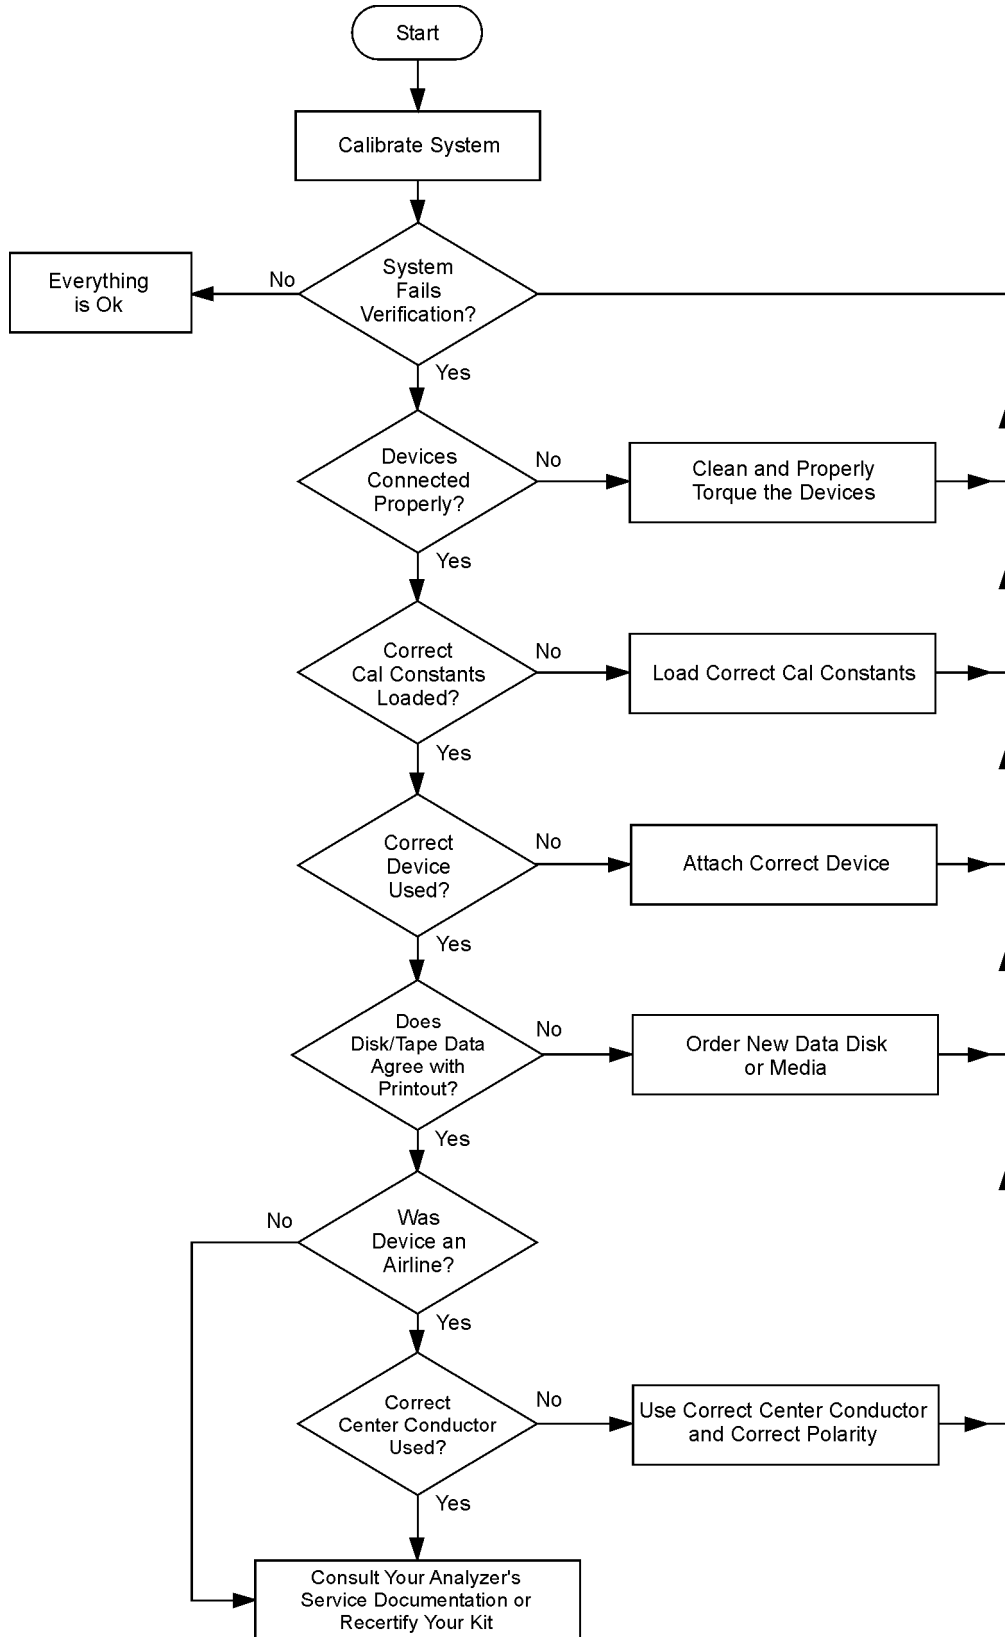 Start
Calibrate System
System
Fails
Verification?
No
Everything
is Ok
Yes
Devices
Connected
Properly?
No
Clean and Properly
Torque the Devices
Yes
Correct
Cal Constants
Loaded?
No
Load Correct Cal Constants
Yes
Correct
Device
Used?
No
Attach Correct Device
Yes
Does
Disk/Tape Data
Agree with
Printout?
No
Order New Data Disk
or Media
Yes
Was
Device an
Airline?
No
Yes
Correct
Center Conductor
Used?
No
Use Correct Center Conductor
and Correct Polarity
Yes
Consult Your Analyzer's
Service Documentation or
Recertify Your Kit